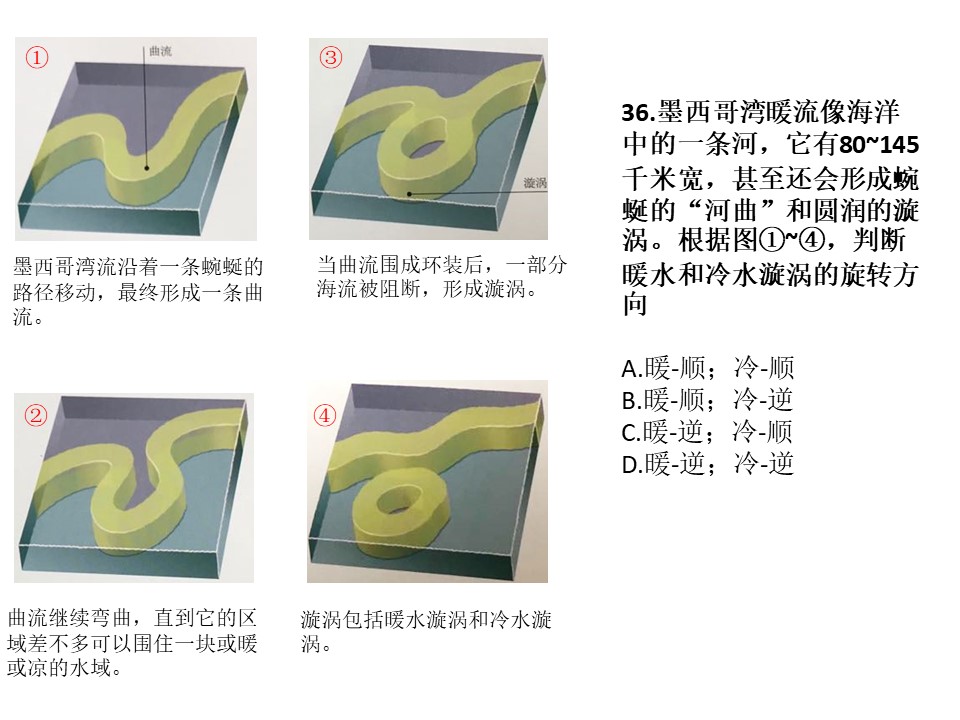 ①
曲流
墨西哥湾流沿着一条蜿蜒的
路径移动，最终形成一条曲
流。
③
漩涡
当曲流围成环装后，一部分
海流被阻断，形成漩涡。
②
曲流继续弯曲，直到它的区
域差不多可以围住一块或暖
或凉的水域。
④
漩涡包括暖水漩涡和冷水漩
涡。
36.墨西哥湾暖流像海洋
中的一条河，它有80~145
千米宽，甚至还会形成蜿
蜒的“河曲”和圆润的漩
涡。根据图①~④，判断
暖水和冷水漩涡的旋转方
向
A.暖-顺；冷-顺
B.暖-顺；冷-逆
C.暖-逆；冷-顺
D.暖-逆；冷-逆